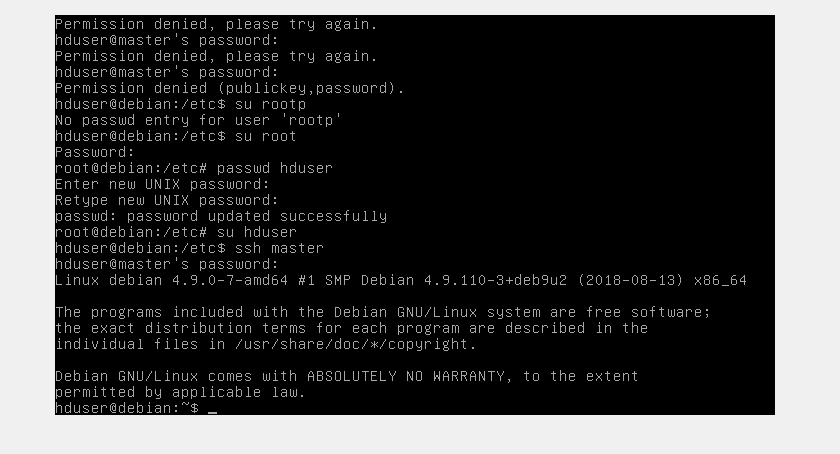 Permission denied, please try again.
hduser@master's password:
Permission denied, please try again.
hduser@master's password:
Permission denied (publickey,password).
hduser@debian:/etc$ su rootp
No passwd entry for user 'rootp'
hduser@debian:/etc$ su root
Password:
root@debian:/etc# passwd hduser
Enter new UNIX password:
Retype new UNIX password:
passwd: password updated successfully
root@debian:/etc# su hduser
hduser@debian:/etc$ ssh master
hduser@master's password:
Linux debian 4.9.0-7-amd64 #1 SMP Debian 4.9.110-3+deb9u2 (2018-08-13) x86_64
The programs included with the Debian GNU/Linux system are free software;
the exact distribution terms for each program are described in the
individual files in /usr/share/doc/*/copyright.
Debian GNU/Linux comes with ABSOLUTELY NO WARRANTY, to the extent
permitted by applicable law.
hduser@debian:~$ _